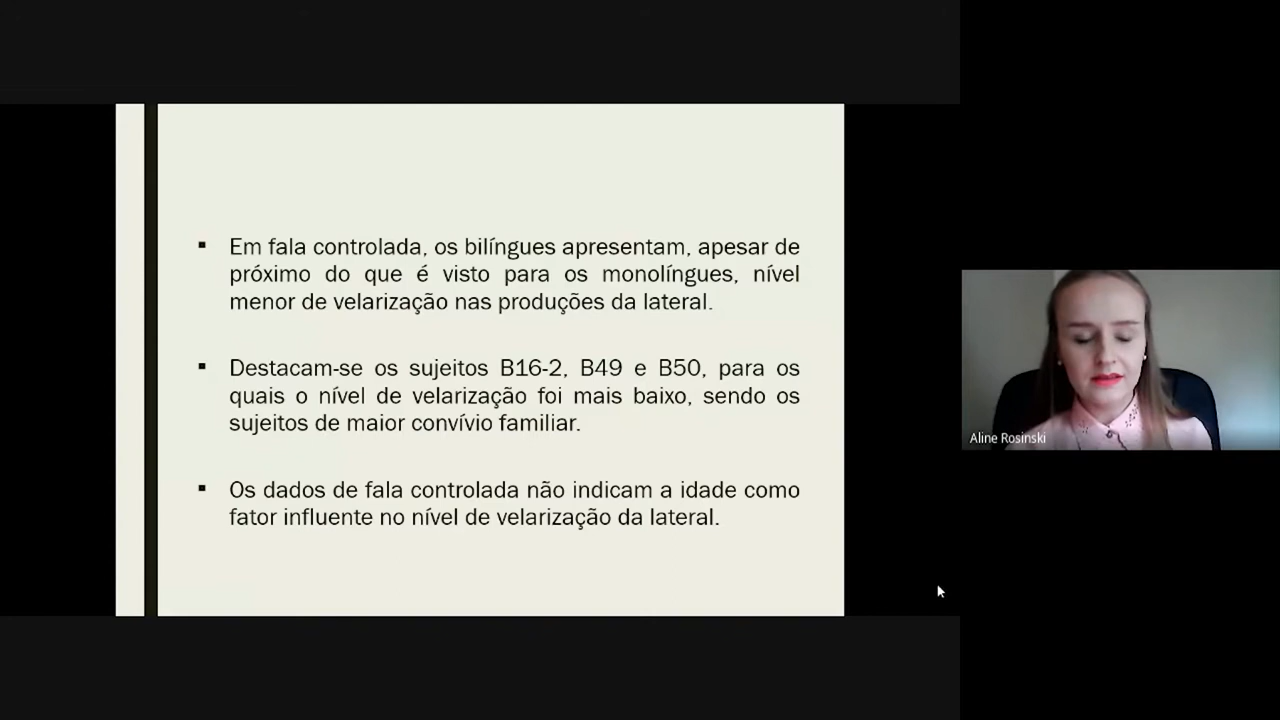 ▪ Em fala controlada, os bilíngues apresentam, apesar de
próximo do que é visto para os monolíngues, nível
menor de velarização nas produções da lateral.
▪ Destacam-se os sujeitos B16-2, B49 e B50, para os
quais o nível de velarização foi mais baixo, sendo os
sujeitos de maior convívio familiar.
▪ Os dados de fala controlada não indicam a idade como
fator influente no nível de velarização da lateral.
Aline Rosinski